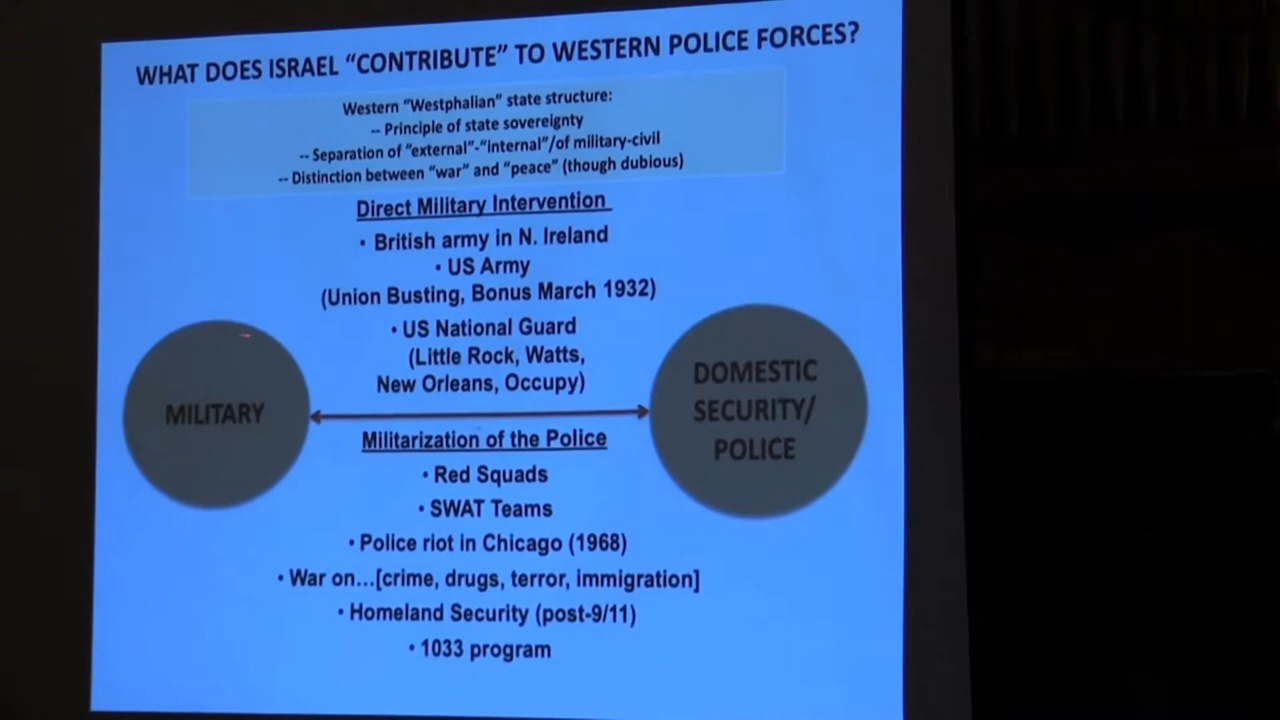 WHAT DOES ISRAEL “CONTRIBUTE” TO WESTERN POLICE FORCES?
Western “Westphalian” state structure:
-- Principle of state sovereignty
-- Separation of “external”-“internal”/of military-civil
-- Distinction between “war” and “peace” (though dubious)
Direct Military Intervention
• British army in N. Ireland
• US Army
(Union Busting, Bonus March 1932)
• US National Guard
(Little Rock, Watts,
New Orleans, Occupy)
MILITARY
DOMESTIC
SECURITY/
POLICE
Militarization of the Police
• Red Squads
• SWAT Teams
• Police riot in Chicago (1968)
• War on...[crime, drugs, terror, immigration]
• Homeland Security (post-9/11)
• 1033 program